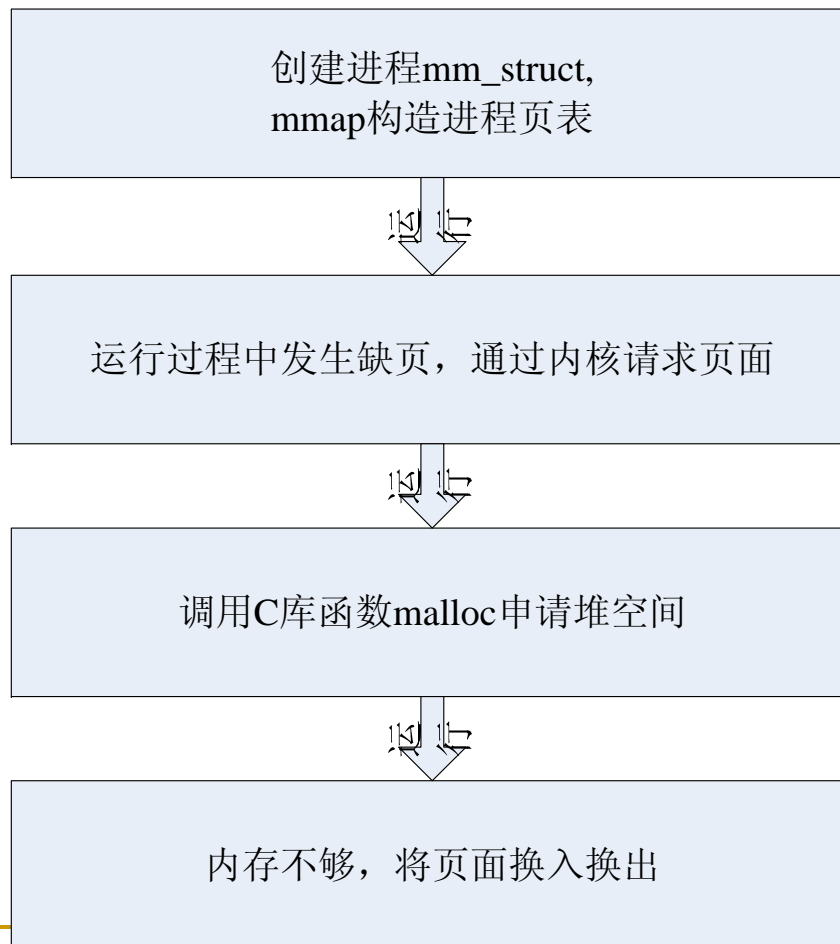 创建进程mm_struct,
mmap构造进程页表
运行
运行过程中发生缺页，通过内核请求页面
运行
调用C库函数malloc申请堆空间
运行
内存不够，将页面换入换出